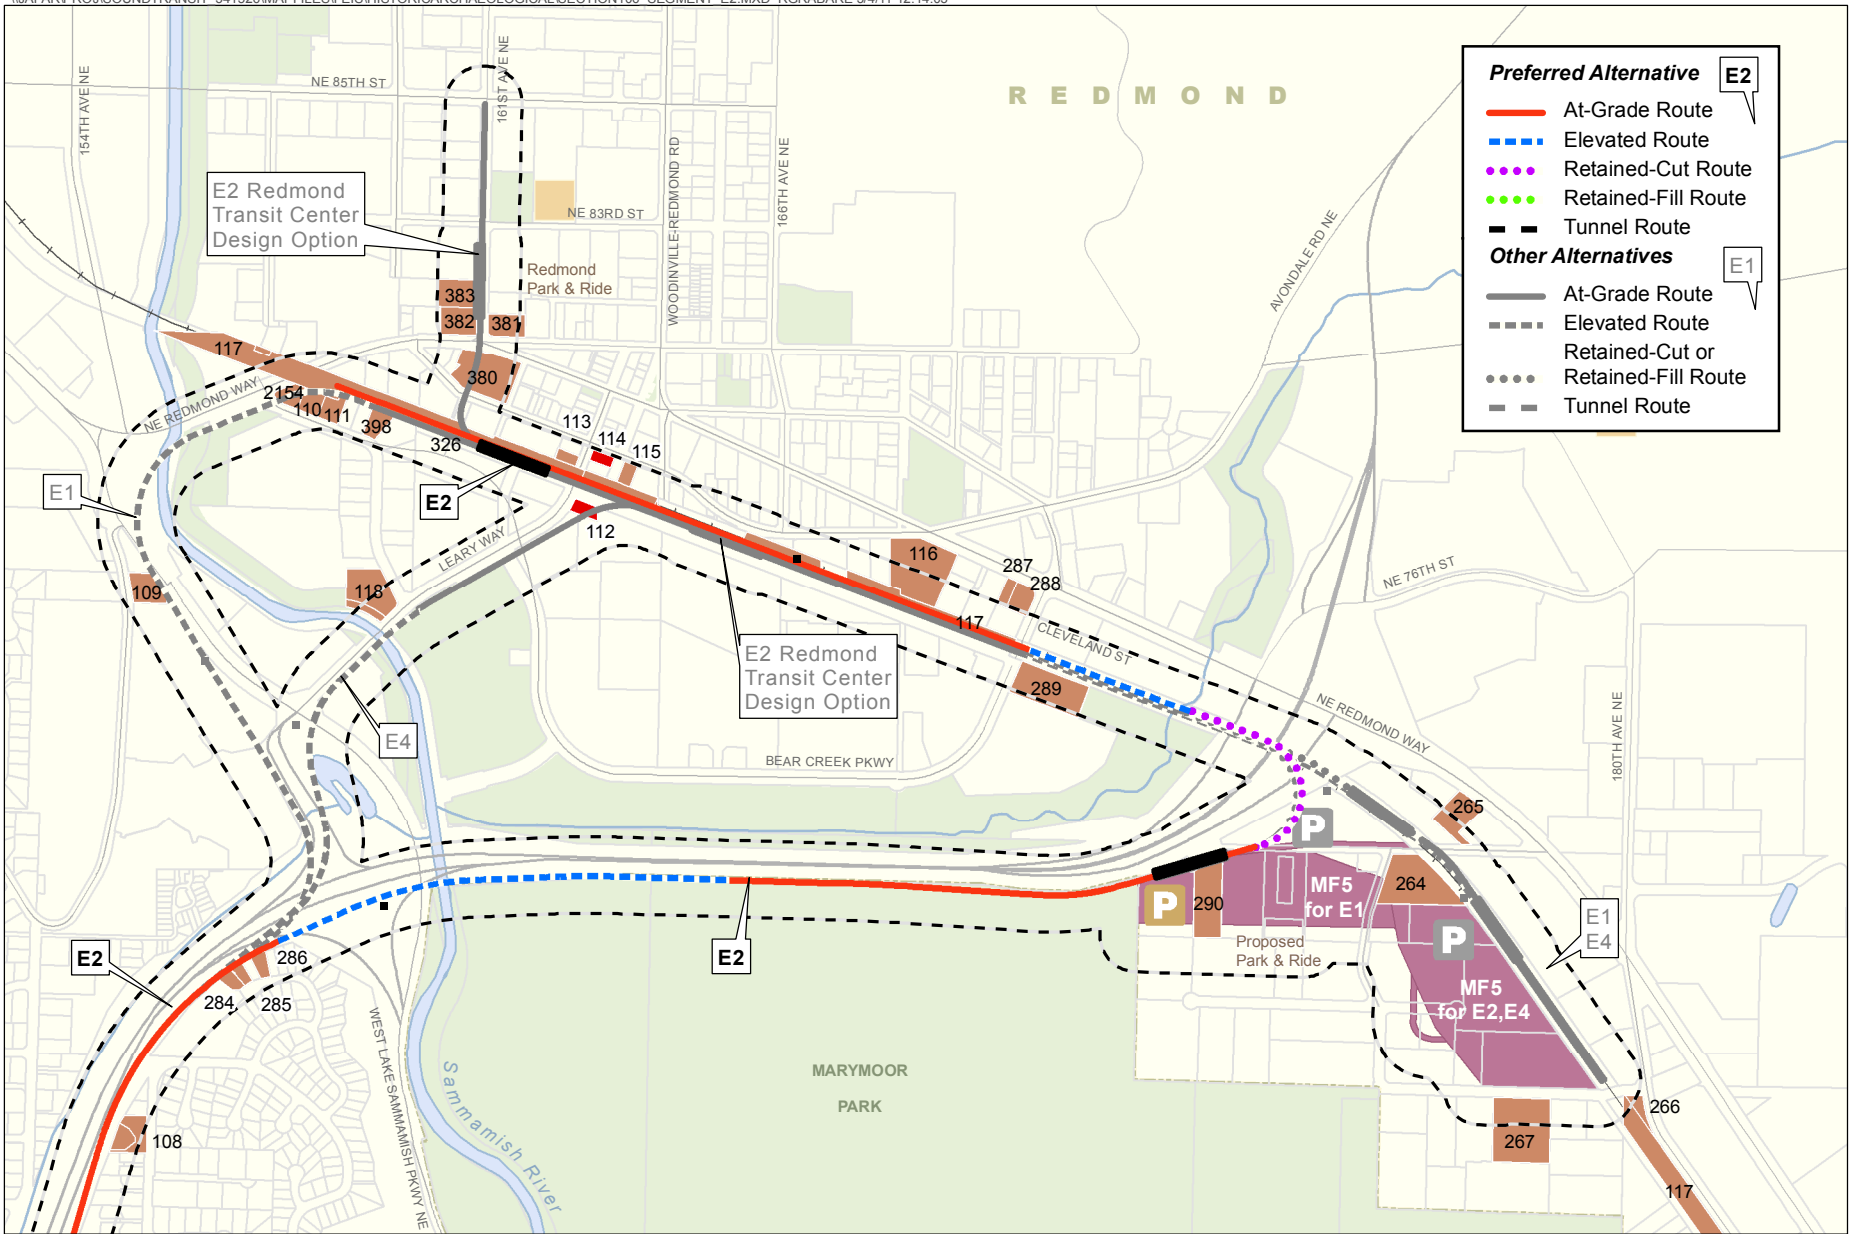 REDMOND
Preferred Alternative
E2
At-Grade Route
Elevated Route
Retained-Cut Route
Retained-Fill Route
Tunnel Route
Other Alternatives
E1
At-Grade Route
Elevated Route
Retained-Cut or
Retained-Fill Route
Tunnel Route
154TH AVE NE
NE 85TH ST
161ST AVE NE
WOODINVILLE-REDMOND RD
166TH AVE NE
NE 83RD ST
AVONDALE RD NE
E2 Redmond
Transit Center
Design Option
Redmond
Park & Ride
383
382
381
380
117
NE REDMOND WAY
2154
110
111
398
326
113
114
115
E1
E2
112
LEARY WAY
109
118
116
287
288
117
CLEVELAND ST
NE 76TH ST
E2 Redmond
Transit Center
Design Option
289
E4
BEAR CREEK PKWY
NE REDMOND WAY
180TH AVE NE
265
P
MF5
for E1
264
P
290
P
E1
E4
Proposed
Park & Ride
MF5
for E2,E4
E2
E2
286
284
285
WEST LAKE SAMMAMISH PKWY NE
Sammamish River
MARYMOOR
PARK
108
266
267
117